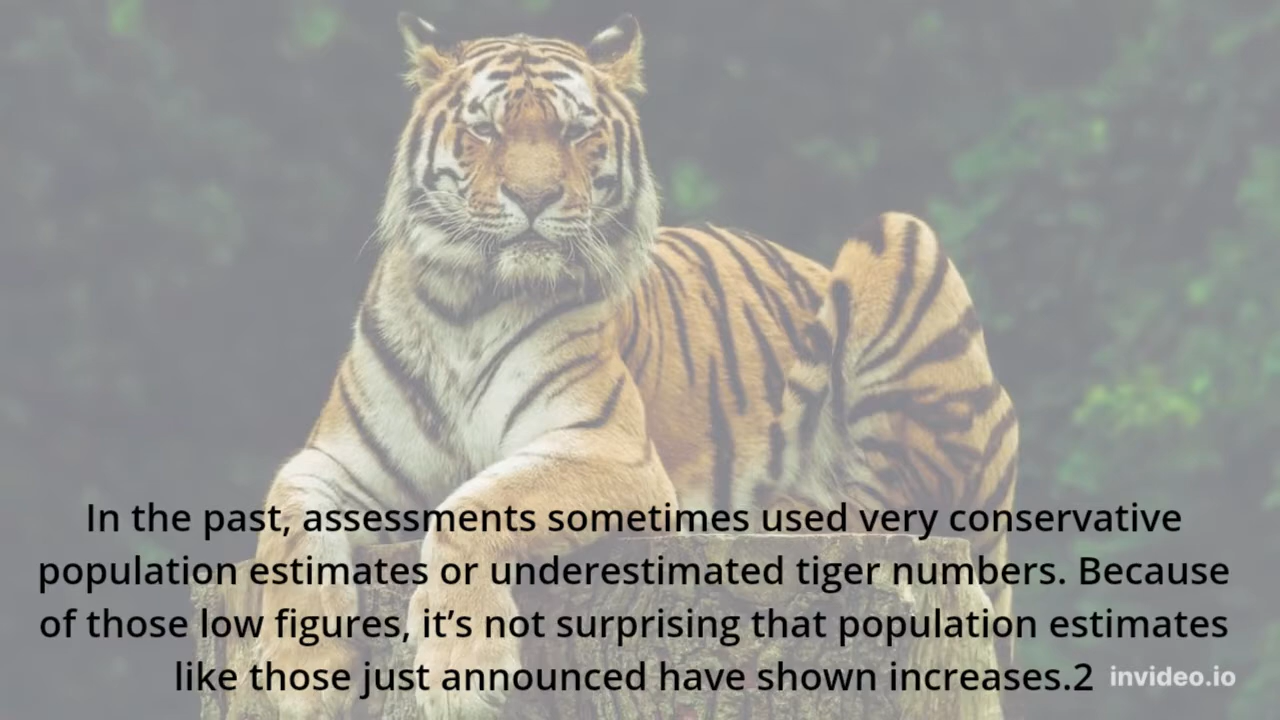 In the past, assessments sometimes used very conservative
population estimates or underestimated tiger numbers. Because
of those low figures, it’s not surprising that population estimates
like those just announced have shown increases.2
invideo.io